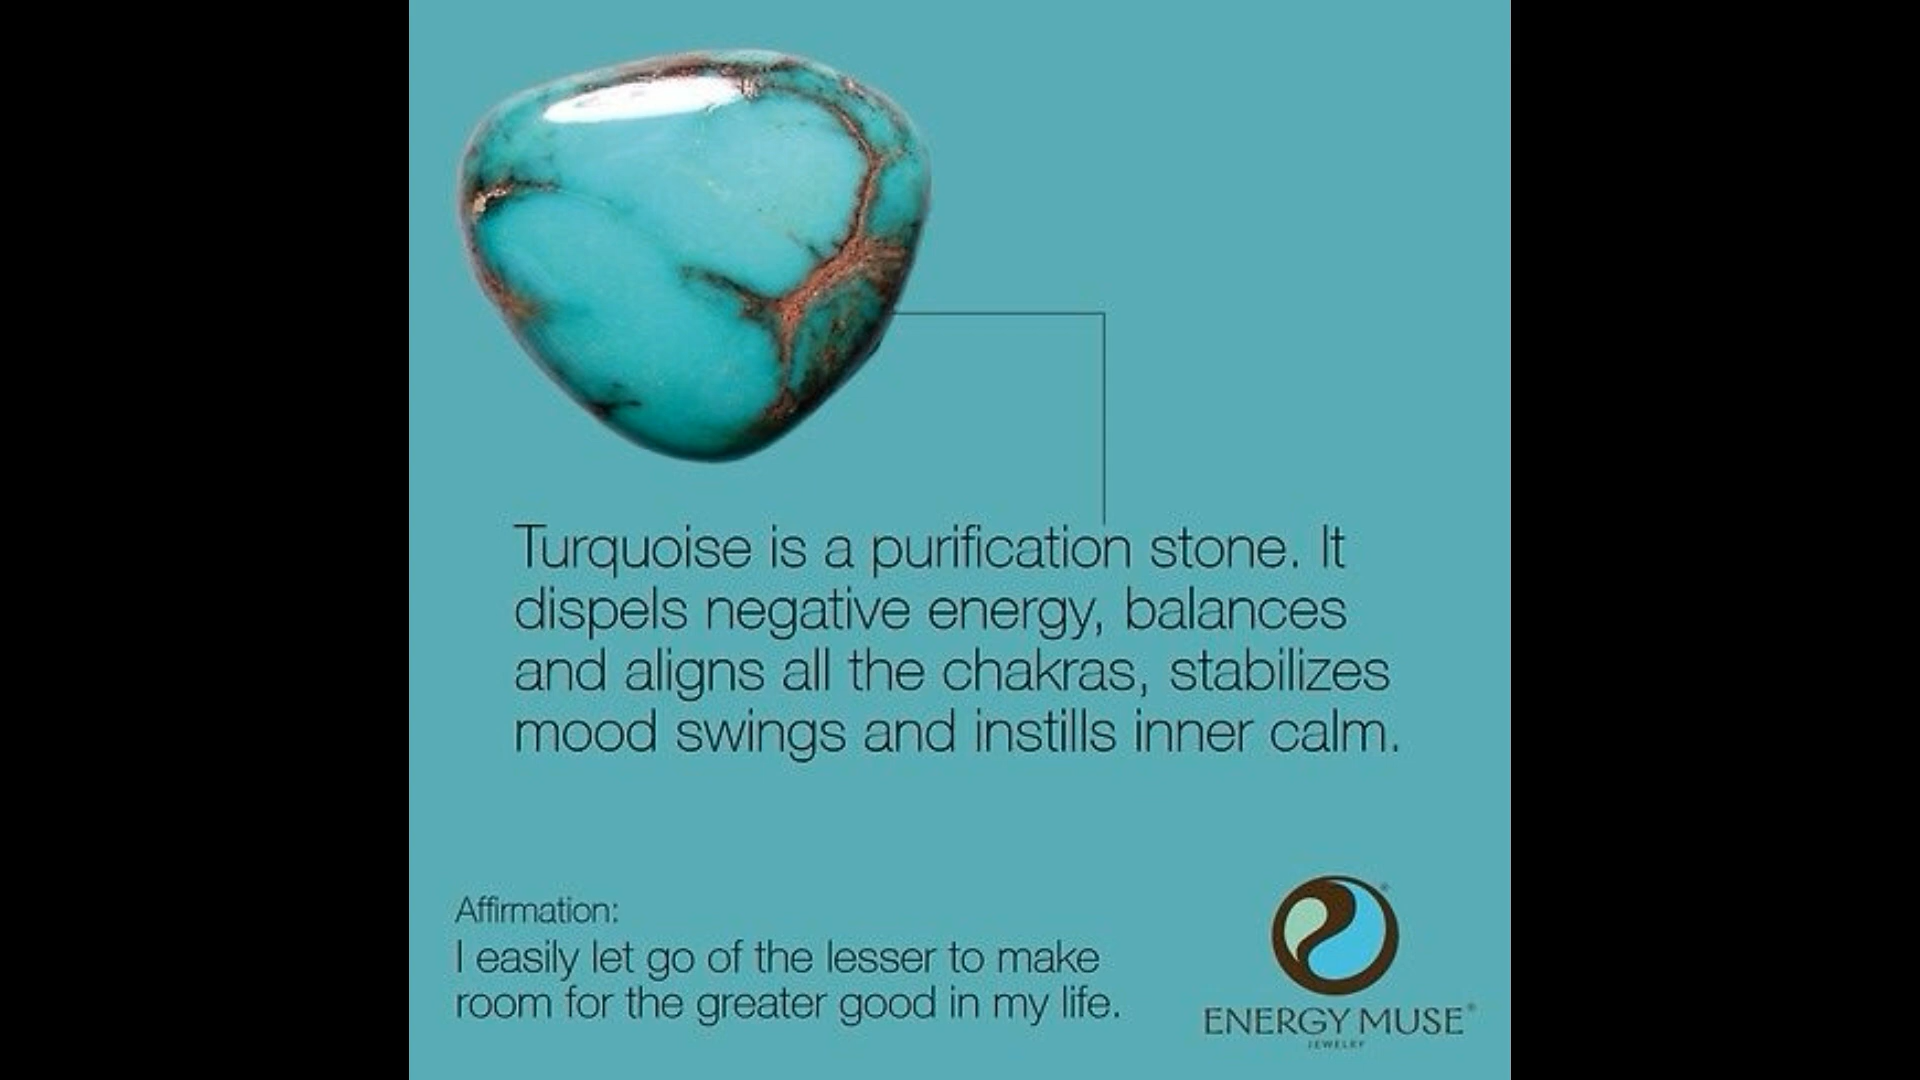 Turquoise is a purification stone. It
dispels negative energy, balances
and aligns all the chakras, stabilizes
mood swings and instills inner calm.
Affirmation:
I easily let go of the lesser to make
room for the greater good in my life.
ENERGY MUSE®
JEWELRY